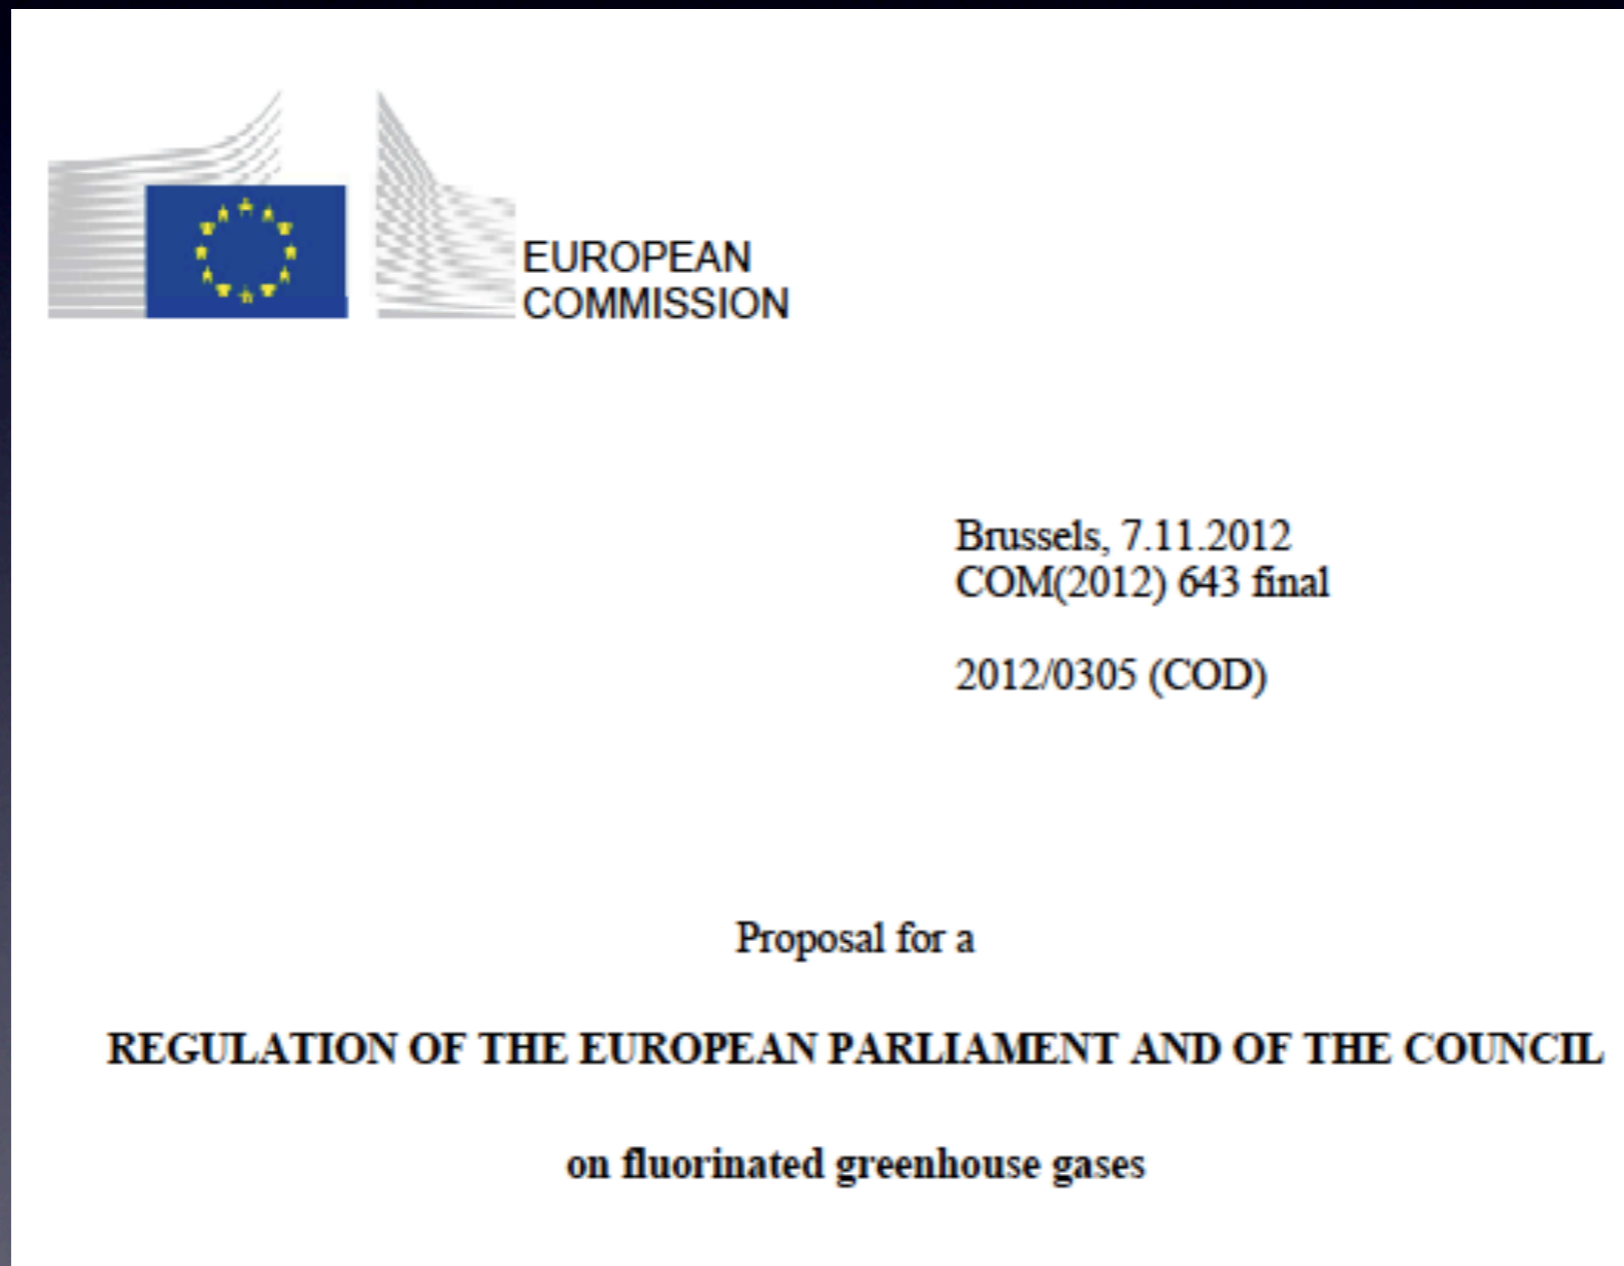 EUROPEAN
COMMISSION
Brussels, 7.11.2012
COM(2012) 643 final
2012/0305 (COD)
Proposal for a
REGULATION OF THE EUROPEAN PARLIAMENT AND OF THE COUNCIL
on fluorinated greenhouse gases